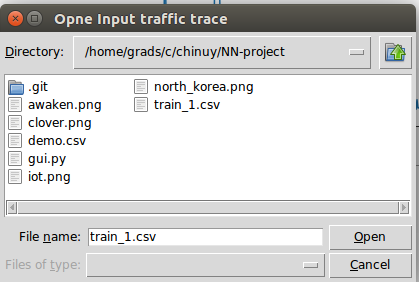 Opne Input traffic trace
Directory: /home/grads/c/chinuy/NN-project
.git north_korea.png
awaken.png train_1.csv
clover.png
demo.csv
gui.py
iot.png
File name: train_1.csv Open
Files of type: Cancel